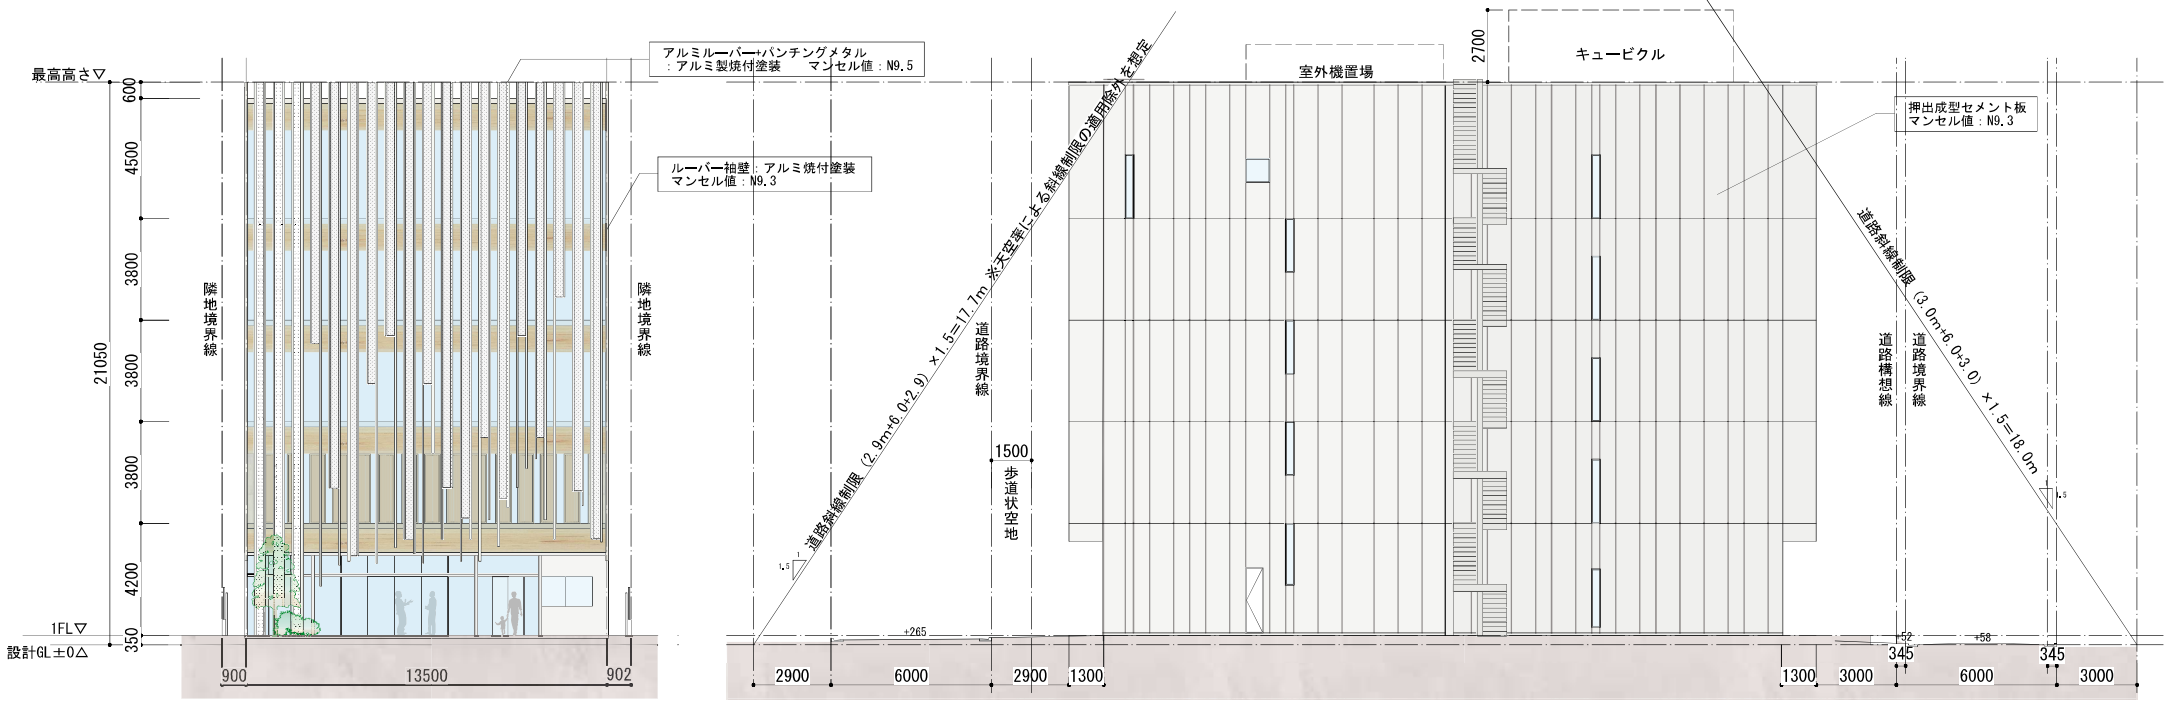 最高高さ▽
600
4500
3800
3800
3800
4200
350
21050
1FL▽
設計GL±0△
隣地境界線
隣地境界線
900
13500
902
アルミルーバー+パンチングメタル
：アルミ製焼付塗装　マンセル値：N9.5
ルーバー袖壁：アルミ焼付塗装
マンセル値：N9.3
道路斜線制限 (2.9m+6.0+2.9) ×1.5=17.7m ※天空率による斜線制限の適用除外を想定
1
1.5
道路境界線
1500
歩道状空地
+265
2900
6000
2900
1300
室外機置場
2700
キュービクル
押出成型セメント板
マンセル値：N9.3
道路斜線制限 (3.0m+6.0+3.0) ×1.5=18.0m
1
1.5
道路構想線
道路境界線
+52
+58
345
345
1300
3000
6000
3000